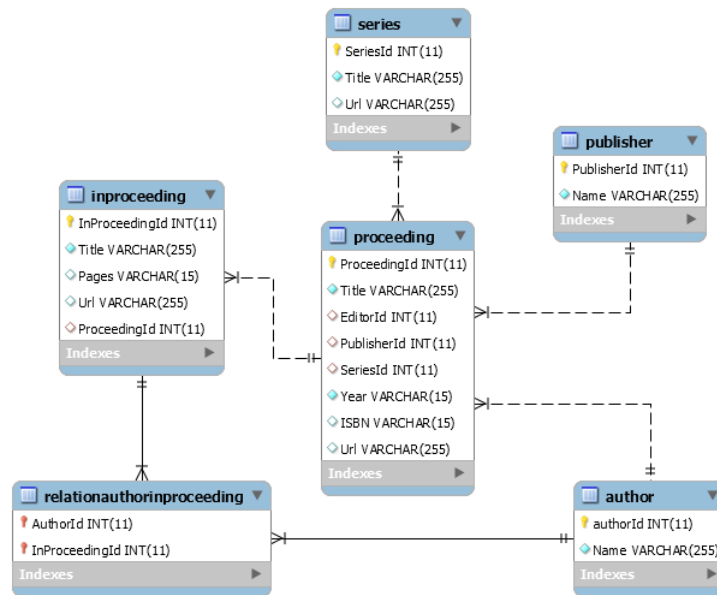 series
SeriesId INT(11)
Title VARCHAR(255)
Url VARCHAR(255)
Indexes
publisher
PublisherId INT(11)
Name VARCHAR(255)
Indexes
inproceeding
InProceedingId INT(11)
Title VARCHAR(255)
Pages VARCHAR(15)
Url VARCHAR(255)
ProceedingId INT(11)
Indexes
proceeding
ProceedingId INT(11)
Title VARCHAR(255)
EditorId INT(11)
PublisherId INT(11)
SeriesId INT(11)
Year VARCHAR(15)
ISBN VARCHAR(15)
Url VARCHAR(255)
Indexes
relationauthorinproceeding
AuthorId INT(11)
InProceedingId INT(11)
Indexes
author
authorId INT(11)
Name VARCHAR(255)
Indexes